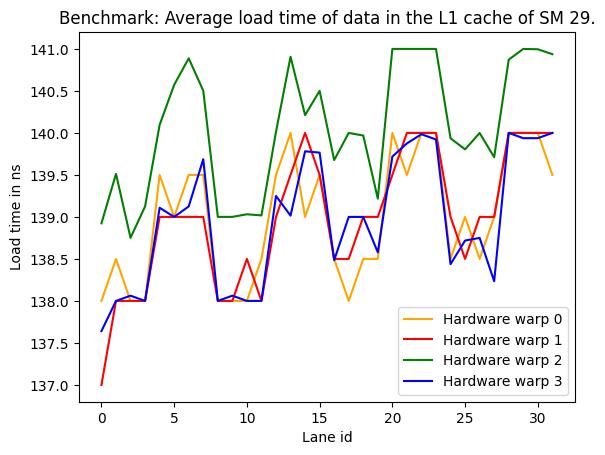 Benchmark: Average load time of data in the L1 cache of SM 29.
Load time in ns
141.0
140.5
140.0
139.5
139.0
138.5
138.0
137.5
137.0
Hardware warp 0
Hardware warp 1
Hardware warp 2
Hardware warp 3
0 5 10 15 20 25 30
Lane id